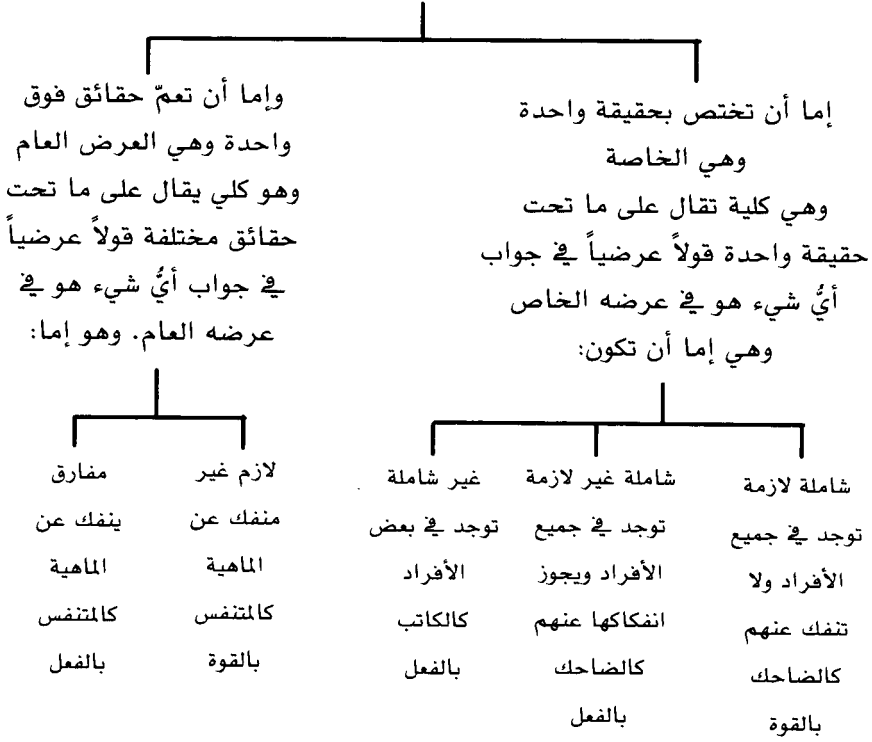 إما أن تختص بحقيقة واحدة
وهي الخاصة
وهي كلية تقال على ما تحت
حقيقة واحدة قولاً عرضياً في جواب
أيُّ شيء هو في عرضه الخاص
وهي إما أن تكون:
وإما أن تعمّ حقائق فوق
واحدة وهي العرض العام
وهو كلي يقال على ما تحت
حقائق مختلفة قولاً عرضياً
في جواب أيُّ شيء هو في
عرضه العام. وهو إما:
شاملة لازمة
توجد في جميع
الأفراد ولا
تنفك عنهم
كالضاحك
بالقوة
شاملة غير لازمة
توجد في جميع
الأفراد ويجوز
انفكاكها عنهم
كالضاحك
بالفعل
غير شاملة
توجد في بعض
الأفراد
كالكاتب
بالفعل
لازم غير
منفك عن
الماهية
كالمتنفس
بالقوة
مفارق
ينفك عن
الماهية
كالمتنفس
بالفعل